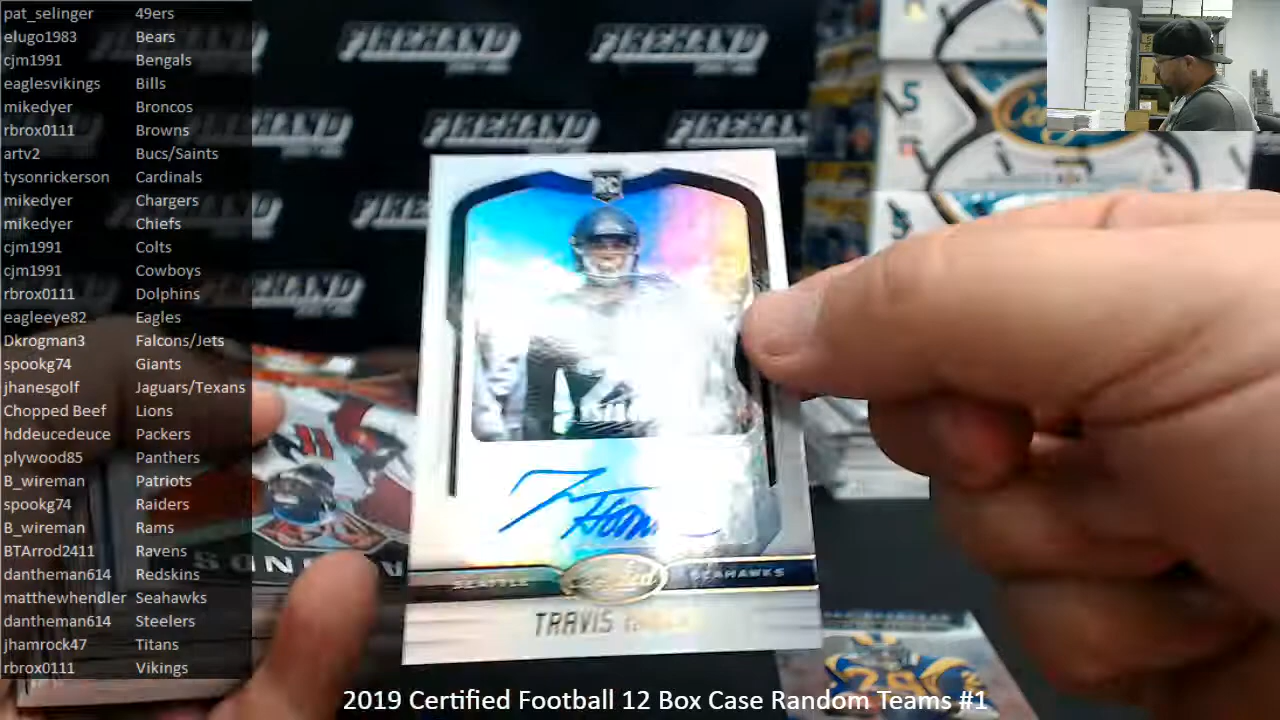 pat_selinger 49ers
elugo1983 Bears
cjm1991 Bengals
eaglesvikings Bills
mikedyer Broncos
rbrox0111 Browns
artv2 Bucs/Saints
tysonrickerson Cardinals
mikedyer Chargers
mikedyer Chiefs
cjm1991 Colts
cjm1991 Cowboys
rbrox0111 Dolphins
eagleeye82 Eagles
Dkrogman3 Falcons/Jets
spookg74 Giants
jhanesgolf Jaguars/Texans
Chopped Beef Lions
hddeucedeuce Packers
plywood85 Panthers
B_wireman Patriots
spookg74 Raiders
B_wireman Rams
BTArrod2411 Ravens
dantheman614 Redskins
matthewhendler Seahawks
dantheman614 Steelers
jhamrock47 Titans
rbrox0111 Vikings
FIREHAND FIREHAND
FIREHAND FIREHAND
5
RC
SEATTLE SEAHAWKS
TRAVIS
2019 Certified Football 12 Box Case Random Teams #1